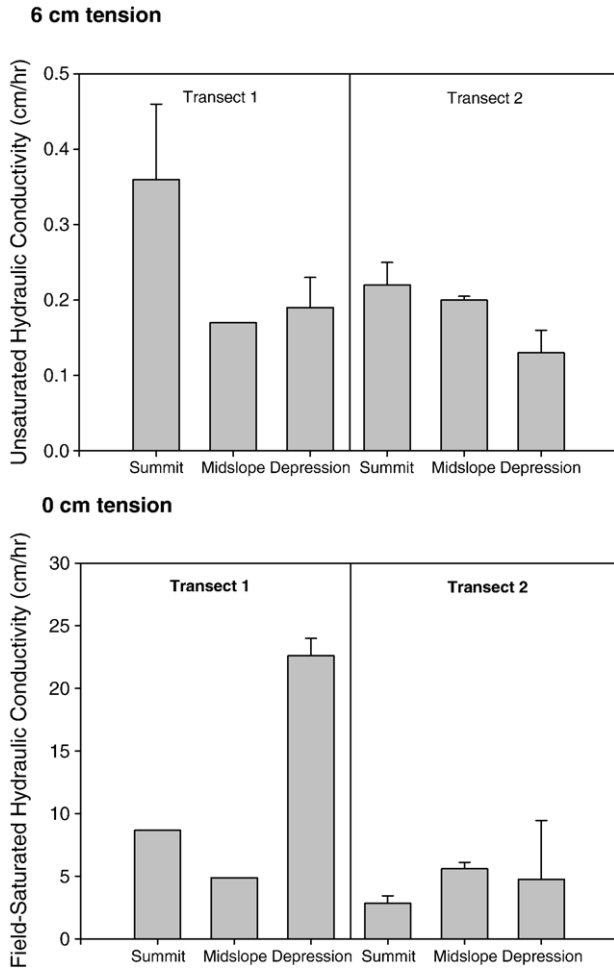 6 cm tension
Unsaturated Hydraulic Conductivity (cm/hr)
0.5
0.4
0.3
0.2
0.1
0.0
Transect 1
Transect 2
Summit Midslope Depression Summit Midslope Depression
0 cm tension
Field-Saturated Hydraulic Conductivity (cm/hr)
30
25
20
15
10
5
0
Transect 1
Transect 2
Summit Midslope Depression Summit Midslope Depression